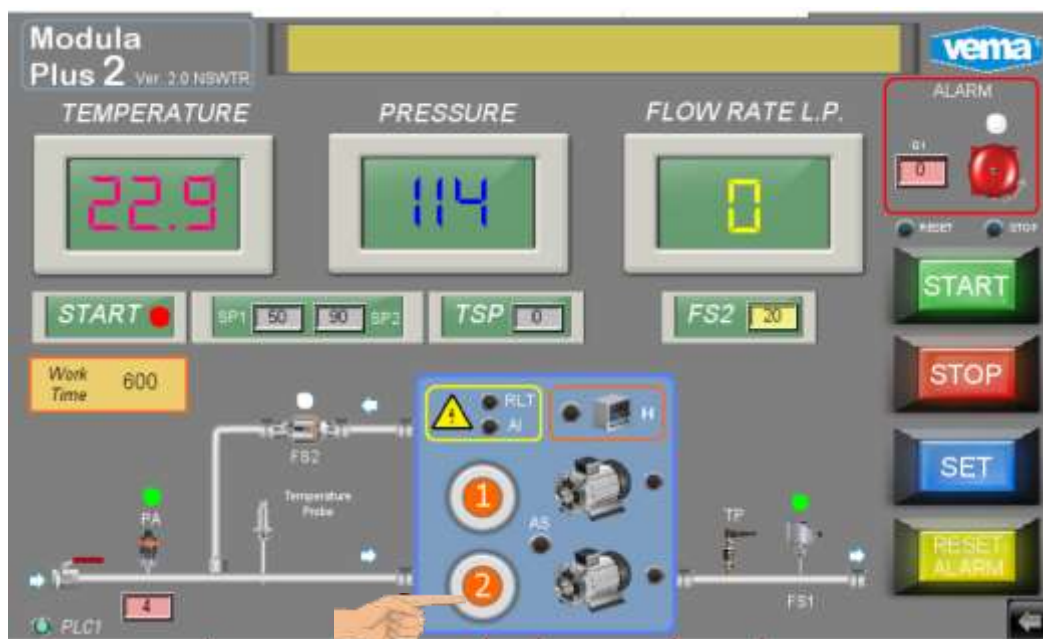 Modula
Plus 2 Ver. 2.0 NSWTR
vema
TEMPERATURE
PRESSURE
FLOW RATE L.P.
ALARM
22.9
114
0
0
RESET
STOP
START
SP1 50 90 SP2
TSP 0
FS2 20
START
Work
Time
600
STOP
RLT
AI
H
FS2
SET
1
Temperature
Probe
PA
AS
TP
2
RESET
ALARM
FS1
4
PLC1